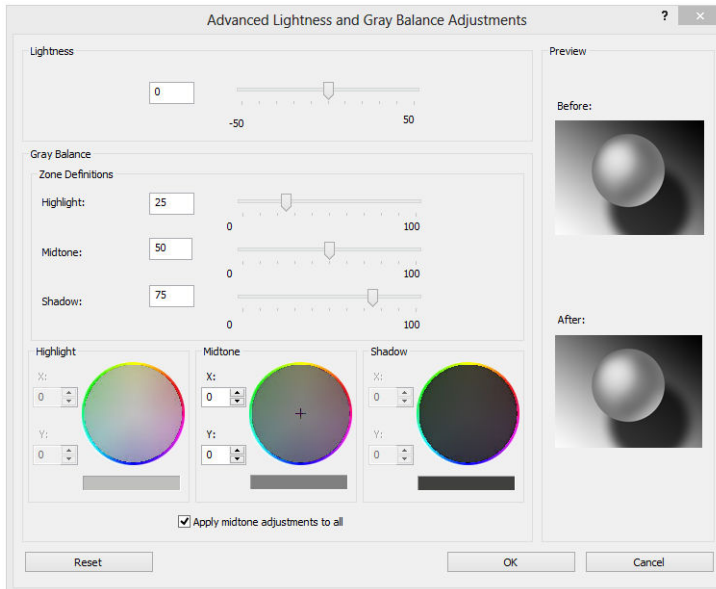 Advanced Lightness and Gray Balance Adjustments
?
Lightness
0
-50
50
Gray Balance
Zone Definitions
Highlight:
25
0
100
Midtone:
50
0
100
Shadow:
75
0
100
Highlight
X:
0
Y:
0
Midtone
X:
0
Y:
0
Shadow
X:
0
Y:
0
Apply midtone adjustments to all
Preview
Before:
After:
Reset
OK
Cancel